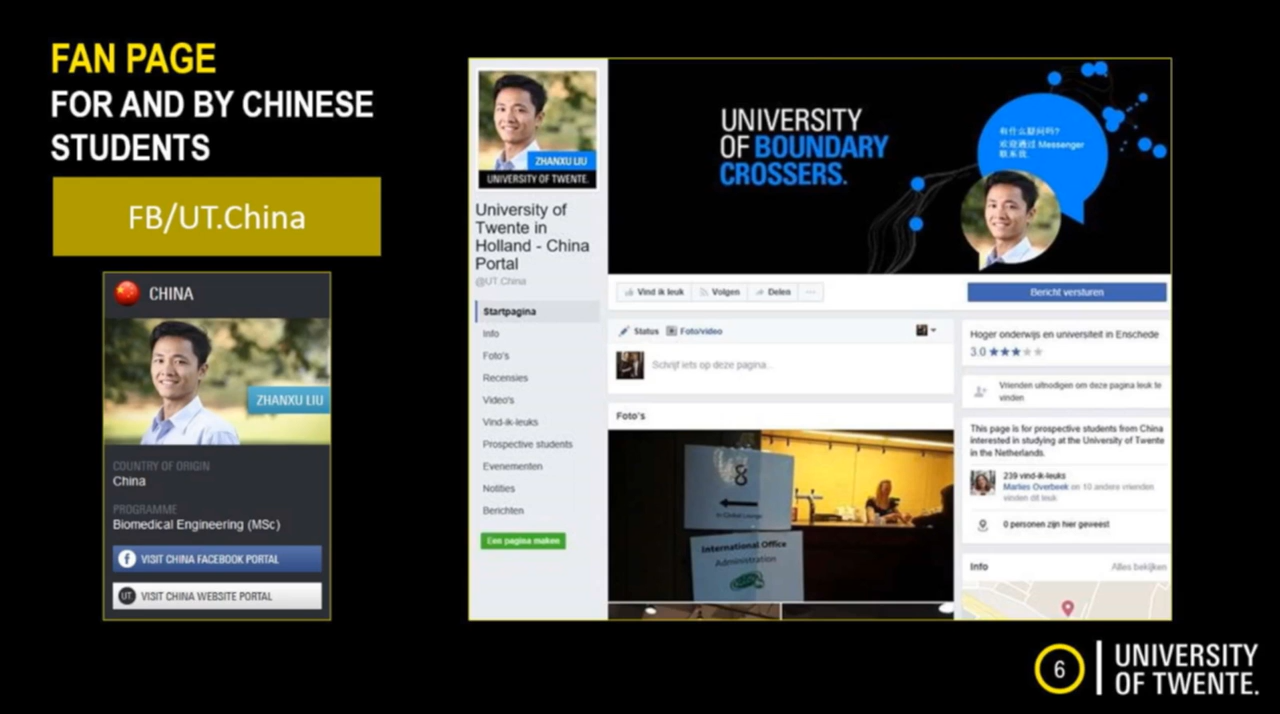 FAN PAGE
FOR AND BY CHINESE
STUDENTS
FB/UT.China
CHINA
ZHANXU LIU
COUNTRY OF ORIGIN
China
PROGRAMME
Biomedical Engineering (MSc)
VISIT CHINA FACEBOOK PORTAL
UT.
VISIT CHINA WEBSITE PORTAL
ZHANXU LIU
UNIVERSITY OF TWENTE.
University of
Twente in
Holland - China
Portal
@UT.China
Startpagina
Info
Foto's
Recensies
Video's
Vind-ik-leuks
Prospective students
Evenementen
Notities
Berichten
Een pagina maken
UNIVERSITY
OF BOUNDARY
CROSSERS.
有什么疑问吗?
欢迎通过 Messenger
联系我.
Vind ik leuk
Volgen
Delen
Bericht versturen
Status
Foto/video
Schrijf iets op deze pagina...
Foto's
8
International Office
Administration
Hoger onderwijs en universiteit in Enschede
3.0
Vrienden uitnodigen om deze pagina leuk te
vinden
This page is for prospective students from China
interested in studying at the University of Twente
in the Netherlands.
239 vind-ik-leuks
Marlies Overbeek en 10 andere vrienden
vinden dit leuk
0 personen zijn hier geweest
Info
Alles bekijken
6
UNIVERSITY
OF TWENTE.